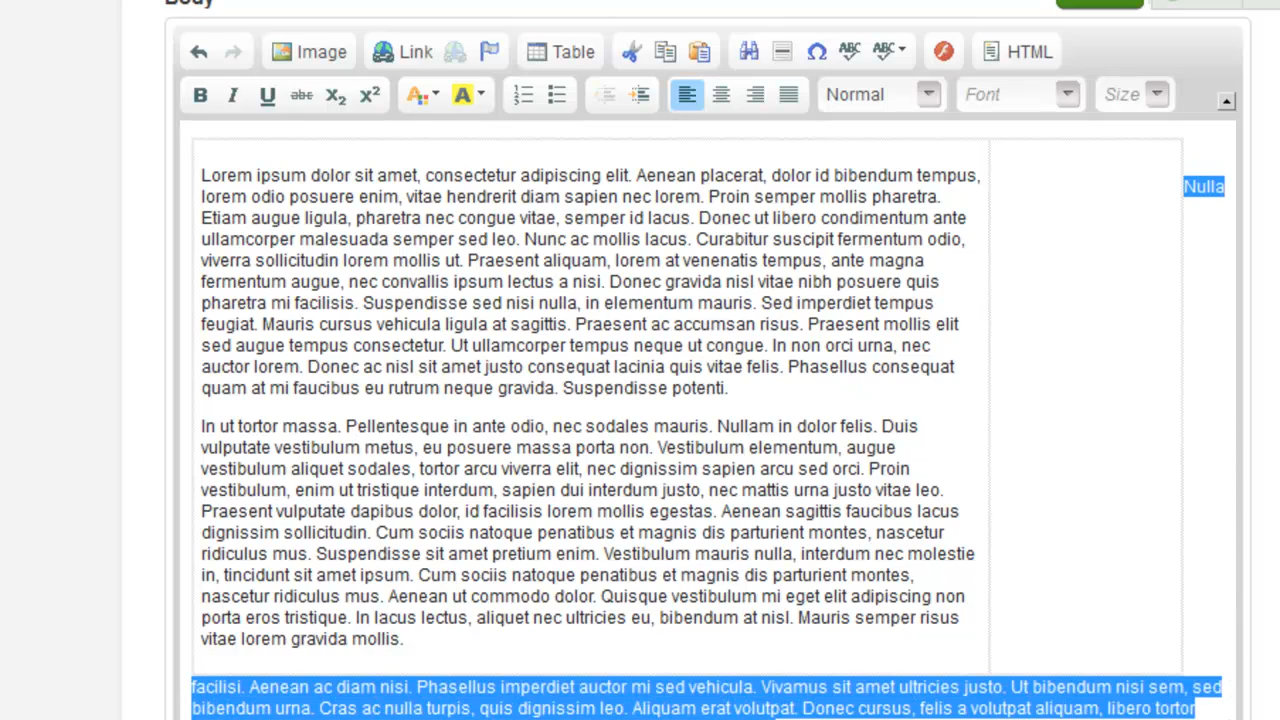 Body
Image Link Table ABC ABC HTML
B I U abc X2 X² A A Normal Font Size
Lorem ipsum dolor sit amet, consectetur adipiscing elit. Aenean placerat, dolor id bibendum tempus,
Nulla
lorem odio posuere enim, vitae hendrerit diam sapien nec lorem. Proin semper mollis pharetra.
Etiam augue ligula, pharetra nec congue vitae, semper id lacus. Donec ut libero condimentum ante
ullamcorper malesuada semper sed leo. Nunc ac mollis lacus. Curabitur suscipit fermentum odio,
viverra sollicitudin lorem mollis ut. Praesent aliquam, lorem at venenatis tempus, ante magna
fermentum augue, nec convallis ipsum lectus a nisi. Donec gravida nisl vitae nibh posuere quis
pharetra mi facilisis. Suspendisse sed nisi nulla, in elementum mauris. Sed imperdiet tempus
feugiat. Mauris cursus vehicula ligula at sagittis. Praesent ac accumsan risus. Praesent mollis elit
sed augue tempus consectetur. Ut ullamcorper tempus neque ut congue. In non orci urna, nec
auctor lorem. Donec ac nisl sit amet justo consequat lacinia quis vitae felis. Phasellus consequat
quam at mi faucibus eu rutrum neque gravida. Suspendisse potenti.
In ut tortor massa. Pellentesque in ante odio, nec sodales mauris. Nullam in dolor felis. Duis
vulputate vestibulum metus, eu posuere massa porta non. Vestibulum elementum, augue
vestibulum aliquet sodales, tortor arcu viverra elit, nec dignissim sapien arcu sed orci. Proin
vestibulum, enim ut tristique interdum, sapien dui interdum justo, nec mattis urna justo vitae leo.
Praesent vulputate dapibus dolor, id facilisis lorem mollis egestas. Aenean sagittis faucibus lacus
dignissim sollicitudin. Cum sociis natoque penatibus et magnis dis parturient montes, nascetur
ridiculus mus. Suspendisse sit amet pretium enim. Vestibulum mauris nulla, interdum nec molestie
in, tincidunt sit amet ipsum. Cum sociis natoque penatibus et magnis dis parturient montes,
nascetur ridiculus mus. Aenean ut commodo dolor. Quisque vestibulum mi eget elit adipiscing non
porta eros tristique. In lacus lectus, aliquet nec ultricies eu, bibendum at nisl. Mauris semper risus
vitae lorem gravida mollis.
facilisi. Aenean ac diam nisi. Phasellus imperdiet auctor mi sed vehicula. Vivamus sit amet ultricies justo. Ut bibendum nisi sem, sed
bibendum urna. Cras ac nulla turpis, quis dignissim leo. Aliquam erat volutpat. Donec cursus, felis a volutpat aliquam, libero tortor